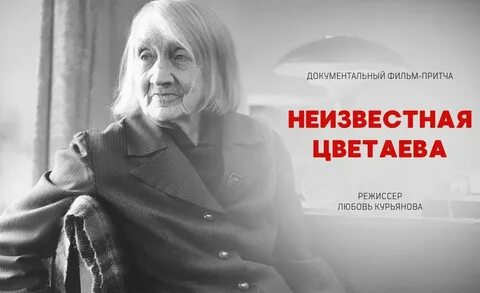 ДОКУМЕНТАЛЬНЫЙ ФИЛЬМ-ПРИТЧА
НЕИЗВЕСТНАЯ
ЦВЕТАЕВА
РЕЖИССЕР
ЛЮБОВЬ КУРЬЯНОВА